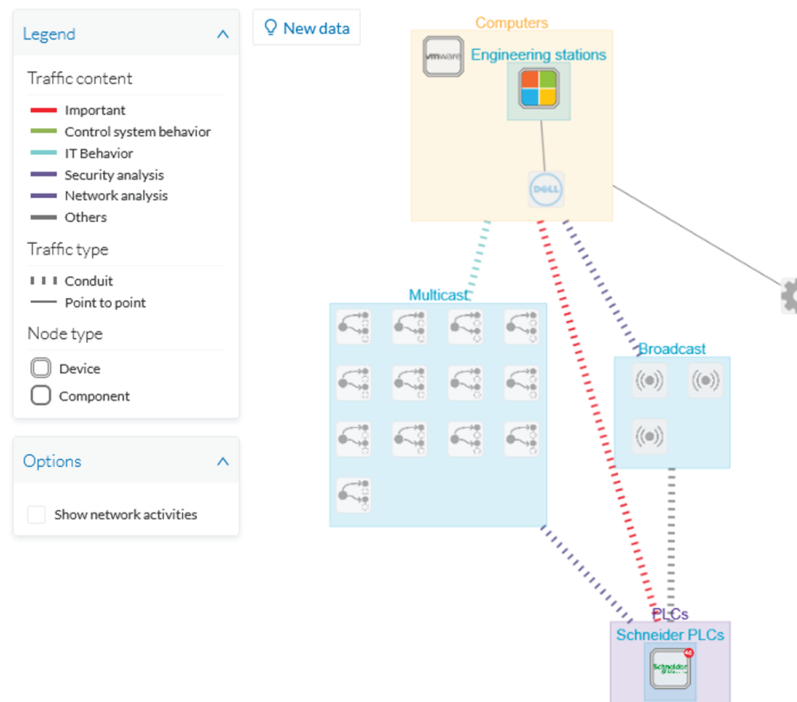 Legend
Traffic content
Important
Control system behavior
IT Behavior
Security analysis
Network analysis
Others
Traffic type
Conduit
Point to point
Node type
Device
Component
Options
Show network activities
New data
Computers
vmware
Engineering stations
DELL
Multicast
Broadcast
PLCs
Schneider PLCs
Schneider